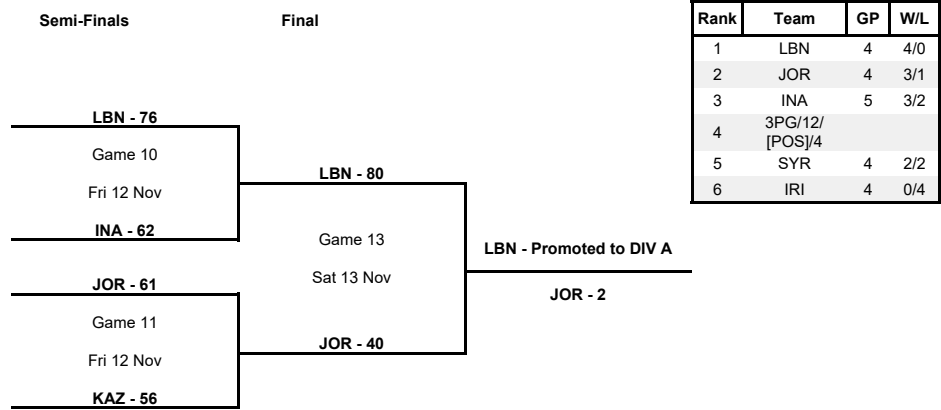 Semi-Finals
Final
LBN - 76
Game 10
Fri 12 Nov
INA - 62
JOR - 61
Game 11
Fri 12 Nov
KAZ - 56
LBN - 80
Game 13
Sat 13 Nov
JOR - 40
LBN - Promoted to DIV A
JOR - 2
Rank Team GP W/L
1 LBN 4 4/0
2 JOR 4 3/1
3 INA 5 3/2
4 3PG/12/
[POS]/4
5 SYR 4 2/2
6 IRI 4 0/4